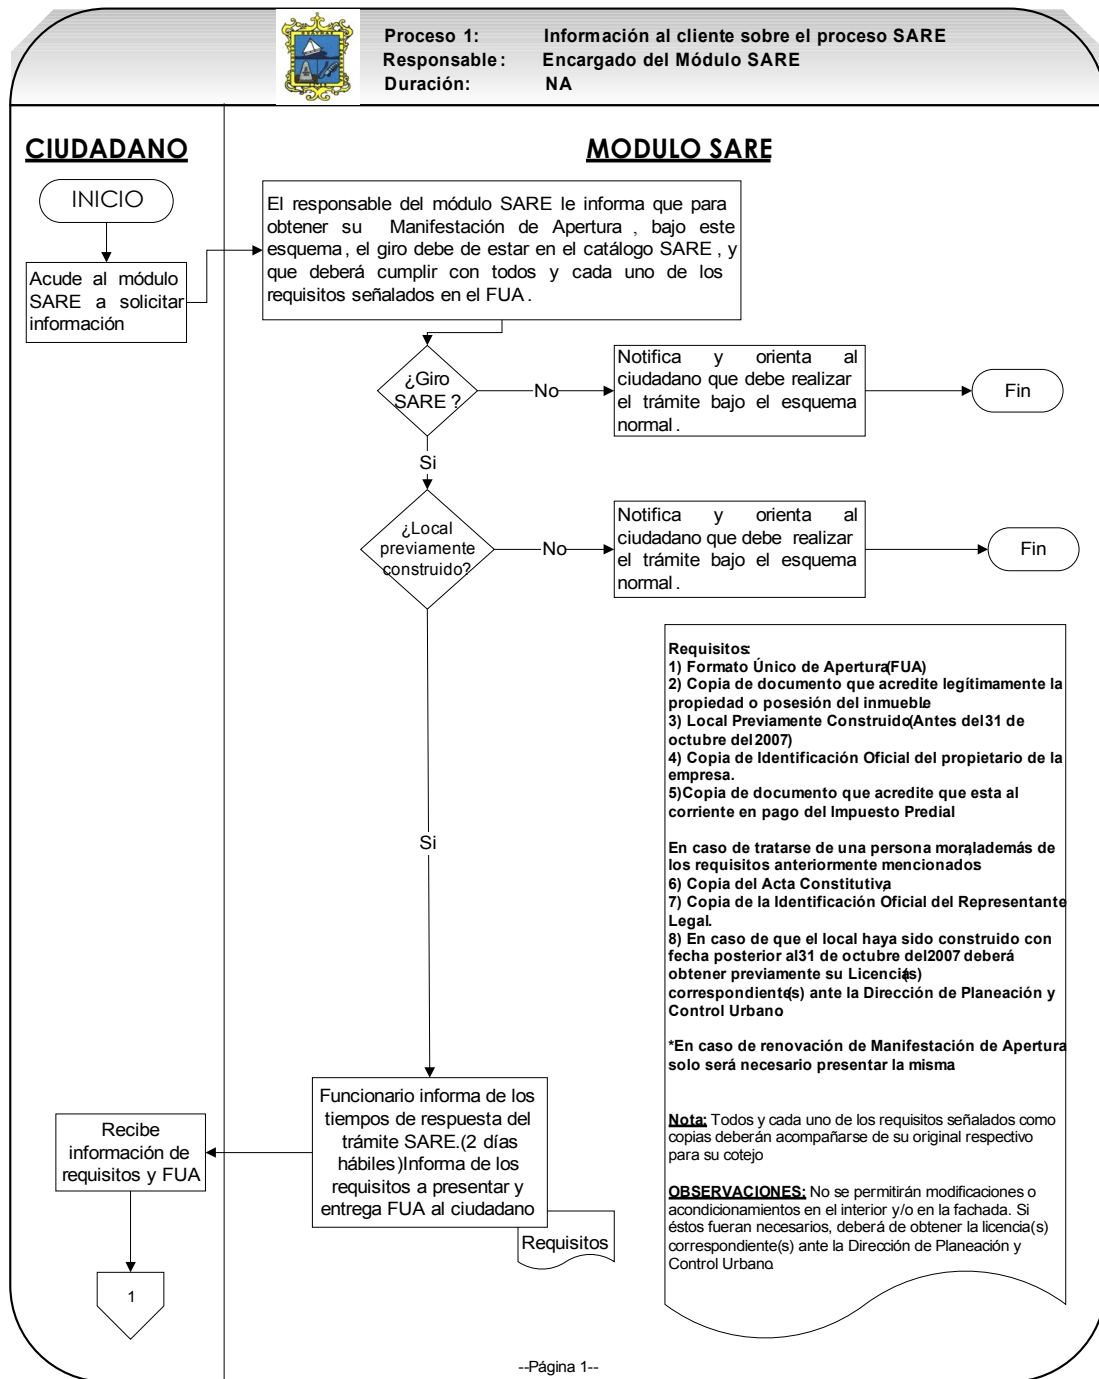 Proceso 1: Información al cliente sobre el proceso SARE
Responsable: Encargado del Módulo SARE
Duración: NA
CIUDADANO
MODULO SARE
INICIO
Acude al módulo
SARE a solicitar
información
El responsable del módulo SARE le informa que para
obtener su Manifestación de Apertura , bajo este
esquema, el giro debe de estar en el catálogo SARE , y
que deberá cumplir con todos y cada uno de los
requisitos señalados en el FUA .
¿Giro
SARE ?
No
Notifica y orienta al
ciudadano que debe realizar
el trámite bajo el esquema
normal .
Fin
Si
¿Local
previamente
construido?
No
Notifica y orienta al
ciudadano que debe realizar
el trámite bajo el esquema
normal .
Fin
Si
Requisitos:
1) Formato Único de Apertura(FUA)
2) Copia de documento que acredite legítimamente la
propiedad o posesión del inmueble
3) Local Previamente Construido(Antes del 31 de
octubre del 2007)
4) Copia de Identificación Oficial del propietario de la
empresa.
5)Copia de documento que acredite que esta al
corriente en pago del Impuesto Predial
En caso de tratarse de una persona moral,además de
los requisitos anteriormente mencionados
6) Copia del Acta Constitutiva
7) Copia de la Identificación Oficial del Representante
Legal.
8) En caso de que el local haya sido construido con
fecha posterior al 31 de octubre del 2007 deberá
obtener previamente su Licencia(s)
correspondiente(s) ante la Dirección de Planeación y
Control Urbano
*En caso de renovación de Manifestación de Apertura
solo será necesario presentar la misma
Nota: Todos y cada uno de los requisitos señalados como
copias deberán acompañarse de su original respectivo
para su cotejo
OBSERVACIONES: No se permitirán modificaciones o
acondicionamientos en el interior y/o en la fachada. Si
éstos fueran necesarios, deberá de obtener la licencia(s)
correspondiente(s) ante la Dirección de Planeación y
Control Urbano.
Funcionario informa de los
tiempos de respuesta del
trámite SARE.(2 días
hábiles)Informa de los
requisitos a presentar y
entrega FUA al ciudadano
Requisitos
Recibe
información de
requisitos y FUA
1
--Página 1--